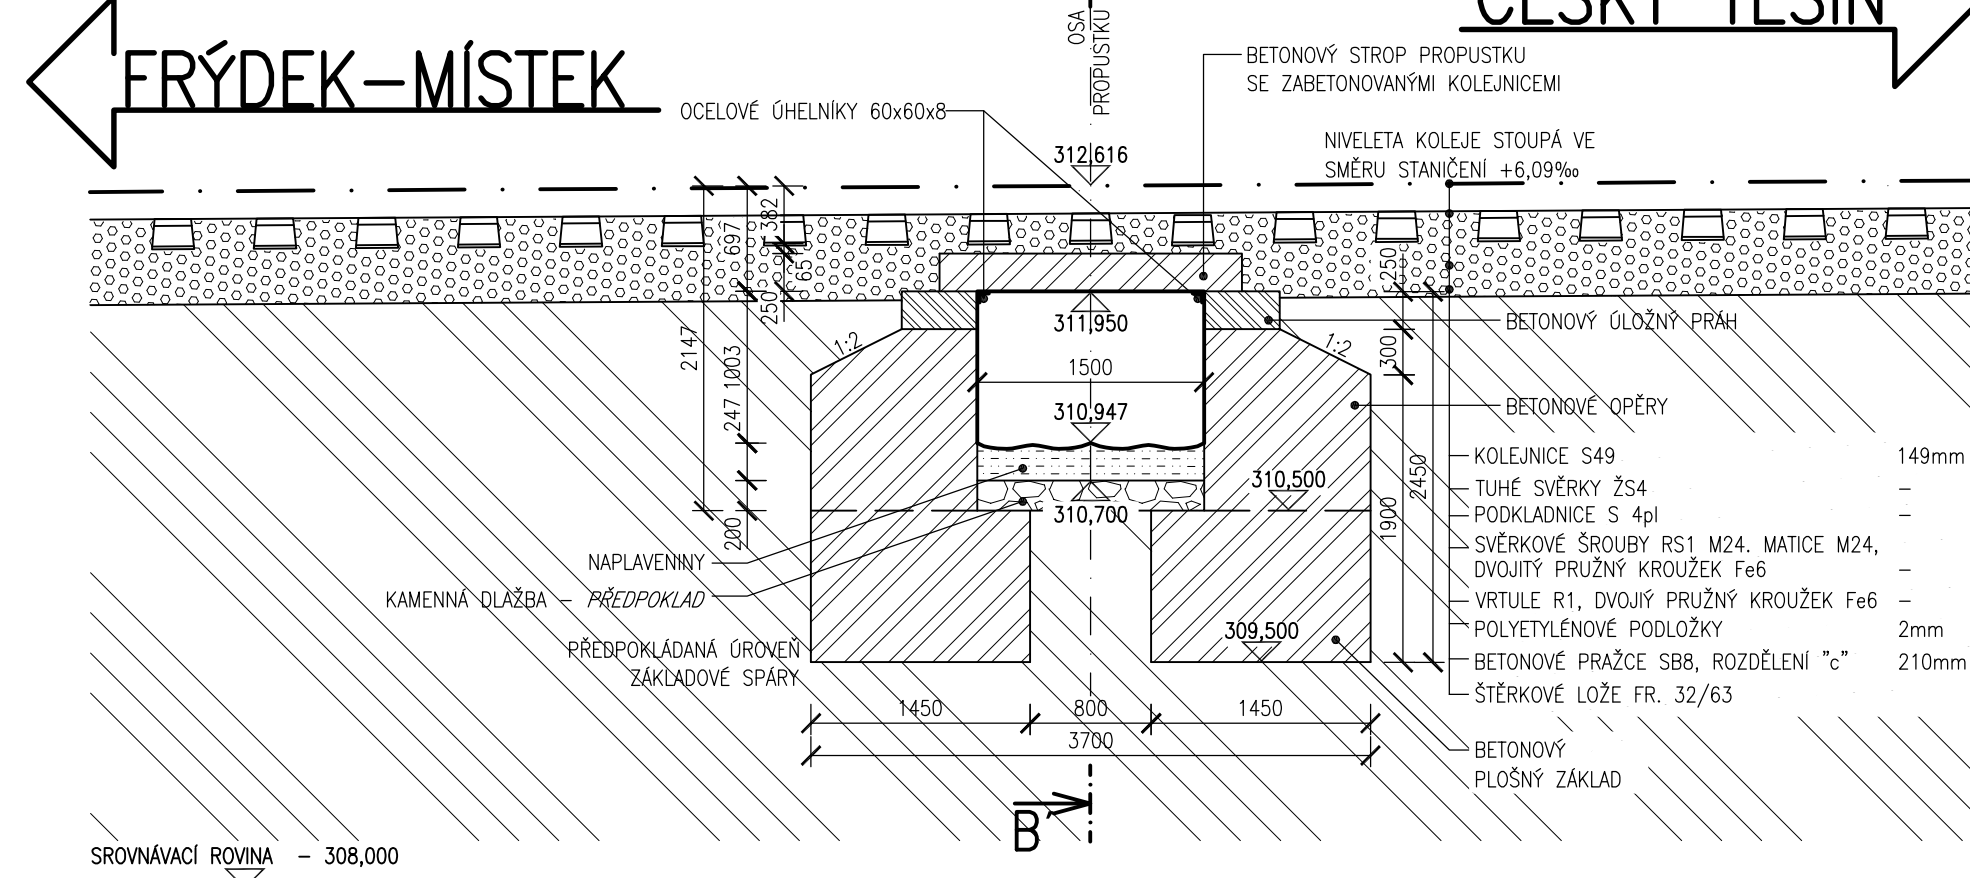 ČESKÝ TĚŠÍN
FRÝDEK–MÍSTEK
OSA
PROPUSTKU
BETONOVÝ STROP PROPUSTKU
SE ZABETONOVANÝMI KOLEJNICEMI
OCELOVÉ ÚHELNÍKY 60x60x8
NIVELETA KOLEJE STOUPÁ VE
SMĚRU STANIČENÍ +6,09‰
312,616
382
697
65
250
250
311,950
BETONOVÝ ÚLOŽNÝ PRÁH
1:2
1:2
2147
1003
300
1500
247
310,947
BETONOVÉ OPĚRY
KOLEJNICE S49 149mm
2450
310,500
TUHÉ SVĚRKY ŽS4 –
310,700
PODKLADNICE S 4pl –
200
1900
SVĚRKOVÉ ŠROUBY RS1 M24. MATICE M24,
DVOJITÝ PRUŽNÝ KROUŽEK Fe6 –
NAPLAVENINY
KAMENNÁ DLAŽBA – PŘEDPOKLAD
VRTULE R1, DVOJIÝ PRUŽNÝ KROUŽEK Fe6 –
309,500
POLYETYLÉNOVÉ PODLOŽKY 2mm
PŘEDPOKLÁDANÁ ÚROVEŇ
ZÁKLADOVÉ SPÁRY
BETONOVÉ PRAŽCE SB8, ROZDĚLENÍ "c" 210mm
ŠTĚRKOVÉ LOŽE FR. 32/63
1450 800 1450
3700
BETONOVÝ
PLOŠNÝ ZÁKLAD
B'
SROVNÁVACÍ ROVINA – 308,000